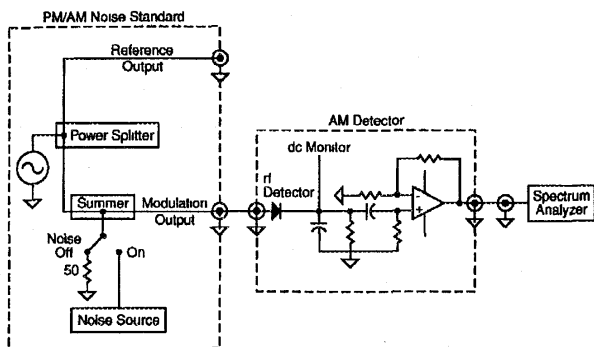 PM/AM Noise Standard
Reference
Output
Power Splitter
Summer
Modulation
Output
Noise
Off
50
On
Noise Source
AM Detector
dc Monitor
rf
Detector
-
+
Spectrum
Analyzer